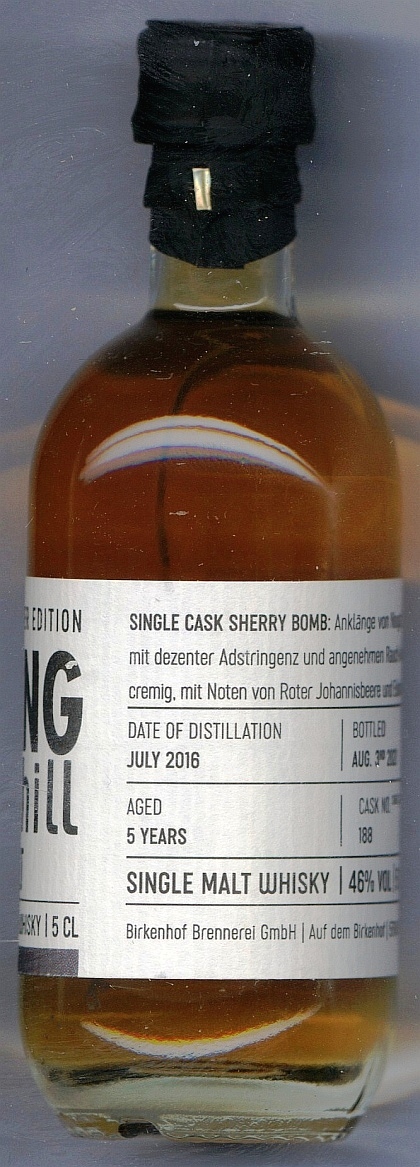 EDITION
NG
hill
WHISKY | 5 CL
SINGLE CASK SHERRY BOMB: Anklänge von
mit dezenter Adstringenz und angenehmen
cremig, mit Noten von Roter Johannisbeere und
DATE OF DISTILLATION
JULY 2016
BOTTLED
AUG. 3RD
AGED
5 YEARS
CASK NO.
188
SINGLE MALT WHISKY | 46% VOL
Birkenhof Brennerei GmbH | Auf dem Birkenhof